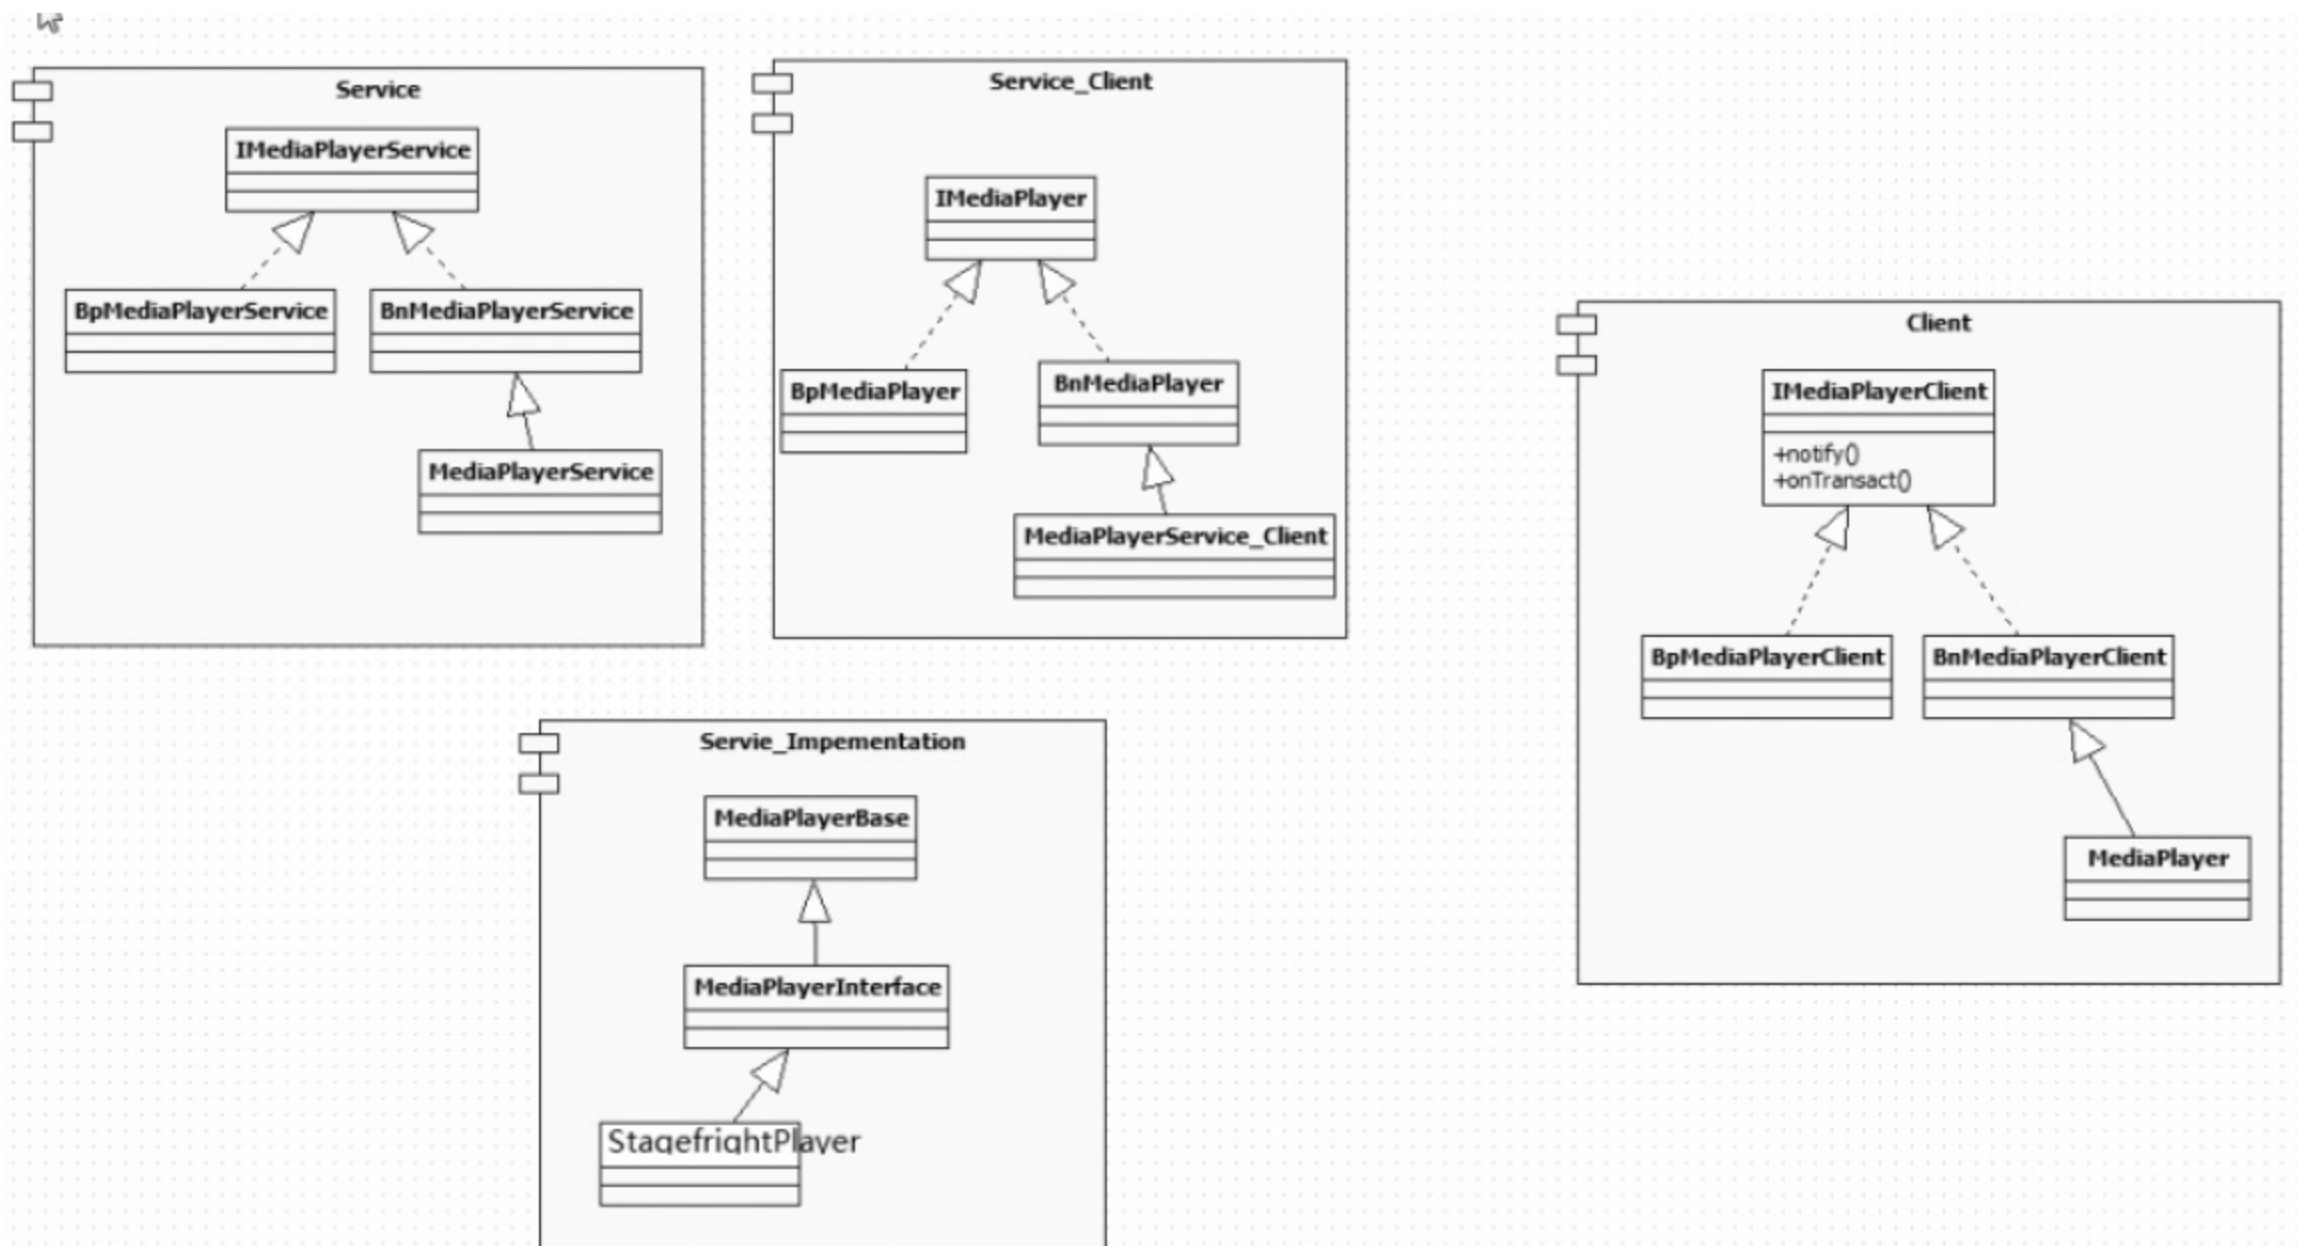 Service
IMediaPlayerService
BpMediaPlayerService
BnMediaPlayerService
MediaPlayerService
Service_Client
IMediaPlayer
BpMediaPlayer
BnMediaPlayer
MediaPlayerService_Client
Client
IMediaPlayerClient
+notify()
+onTransact()
BpMediaPlayerClient
BnMediaPlayerClient
MediaPlayer
Servie_Impementation
MediaPlayerBase
MediaPlayerInterface
StagefrightPlayer